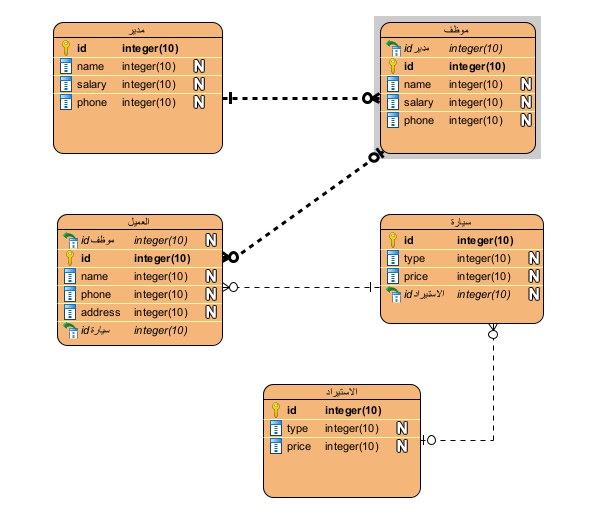 مدير
id integer(10)
name integer(10) N
salary integer(10) N
phone integer(10) N
موظف
مدير id integer(10)
id integer(10)
name integer(10) N
salary integer(10) N
phone integer(10) N
العميل
موظف id integer(10) N
id integer(10)
name integer(10) N
phone integer(10) N
address integer(10) N
سيارة id integer(10)
سيارة
id integer(10)
type integer(10) N
price integer(10) N
الاستيراد id integer(10) N
الاستيراد
id integer(10)
type integer(10) N
price integer(10) N